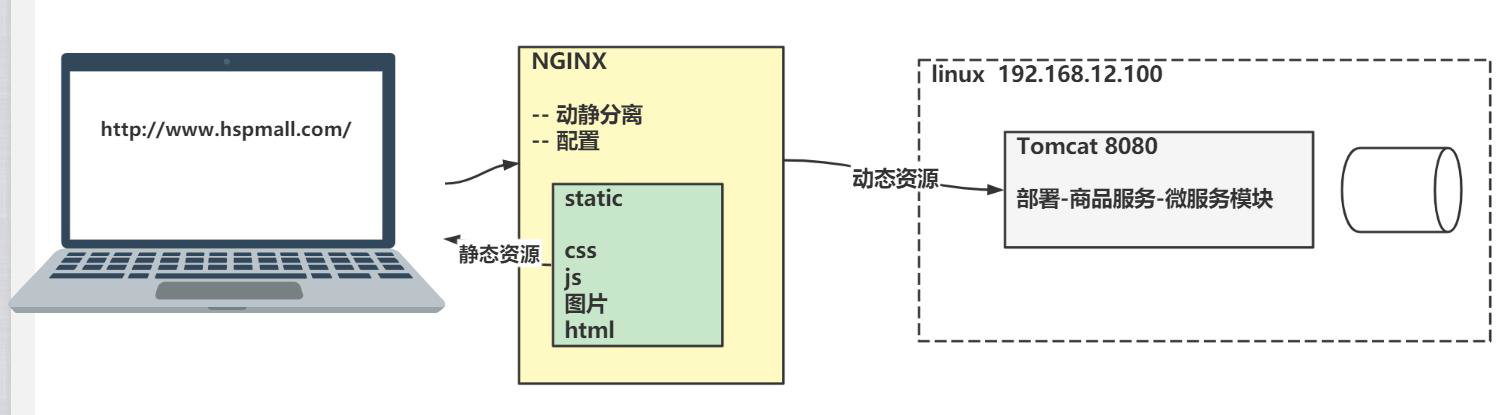 http://www.hspmall.com/
NGINX
-- 动静分离
-- 配置
static
css
js
图片
html
静态资源
动态资源
linux 192.168.12.100
Tomcat 8080
部署-商品服务-微服务模块